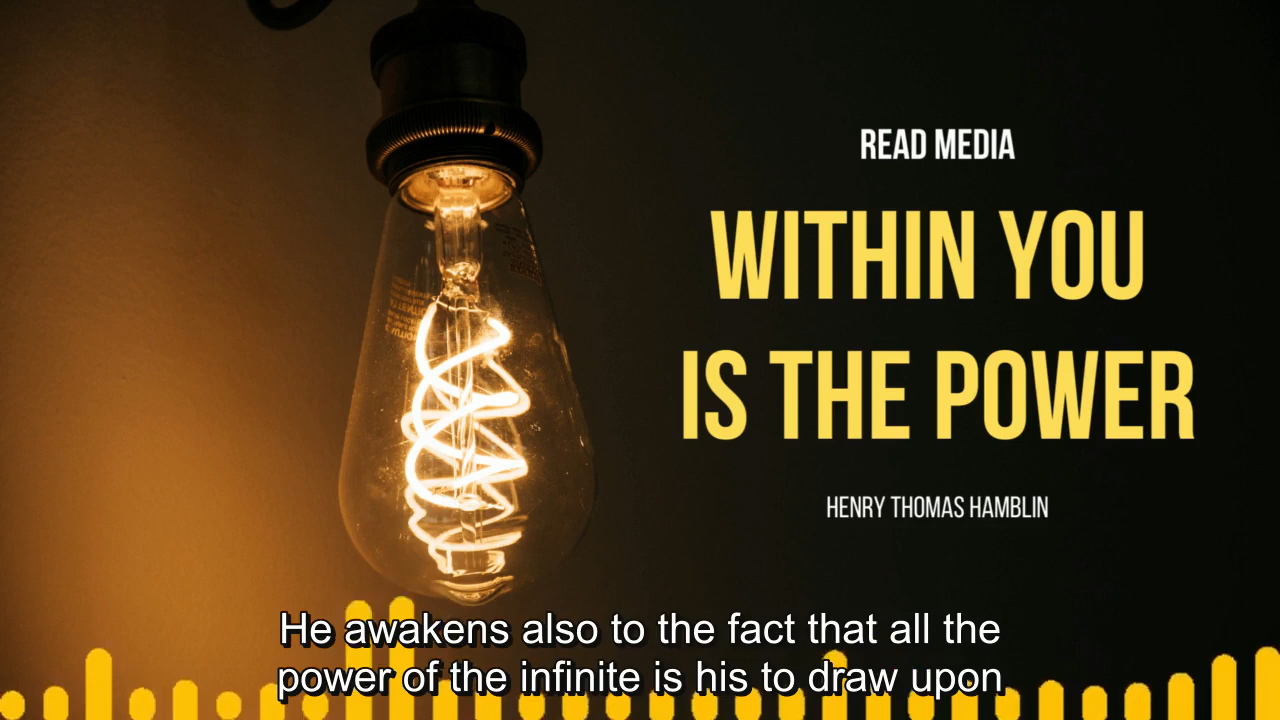 READ MEDIA
WITHIN YOU
IS THE POWER
HENRY THOMAS HAMBLIN
He awakens also to the fact that all the
power of the infinite is his to draw upon